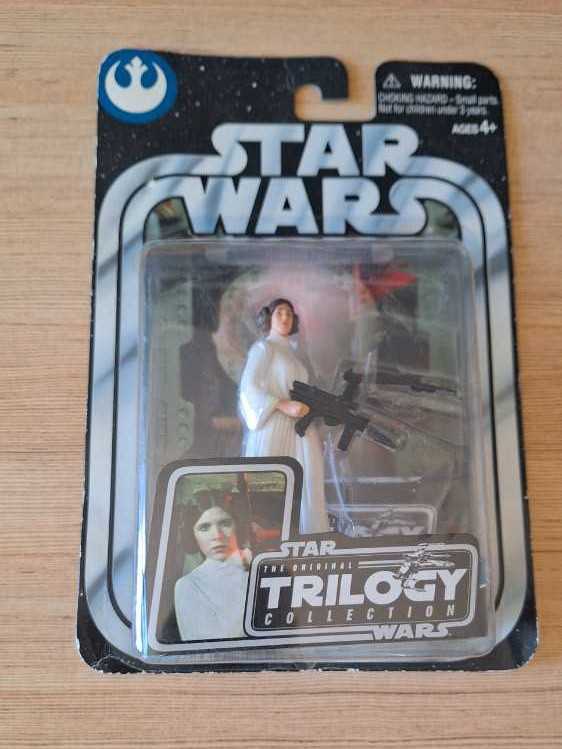 WARNING:
CHOKING HAZARD – Small parts.
Not for children under 3 years.
AGES 4+
STAR
WARS
STAR
THE ORIGINAL
TRILOGY
COLLECTION
WARS